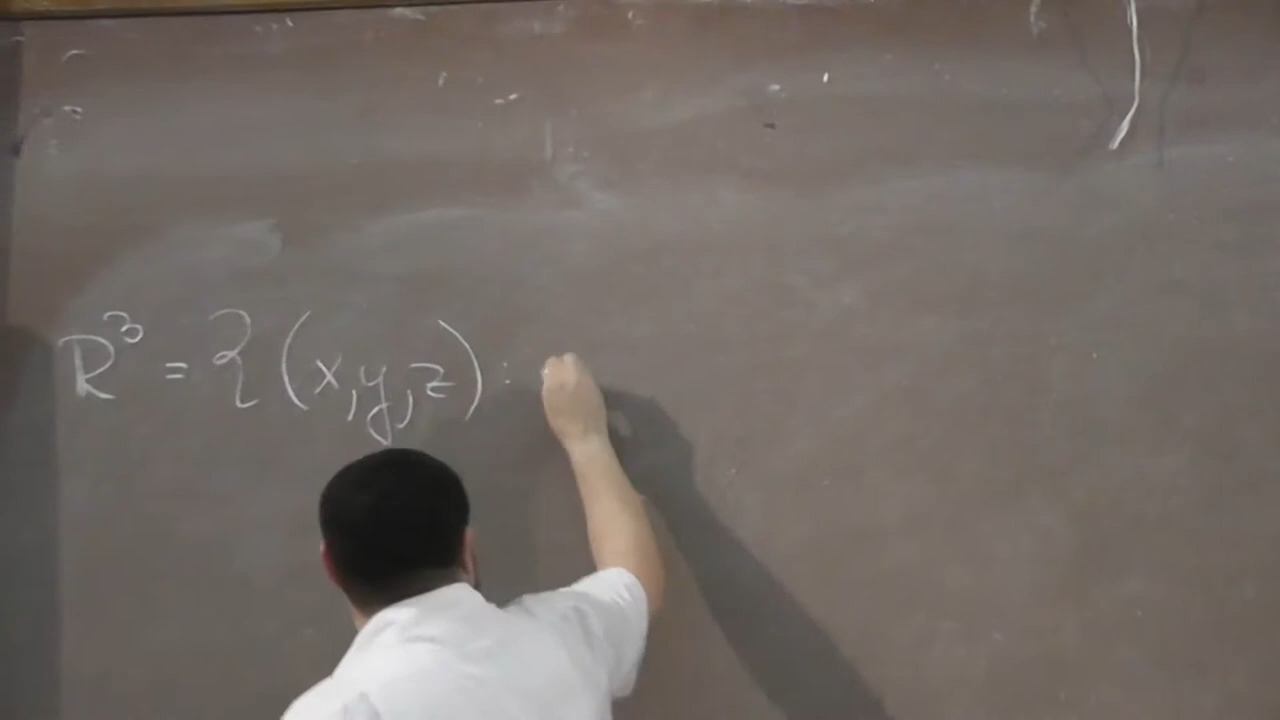 R³ = { (x,y,z) :